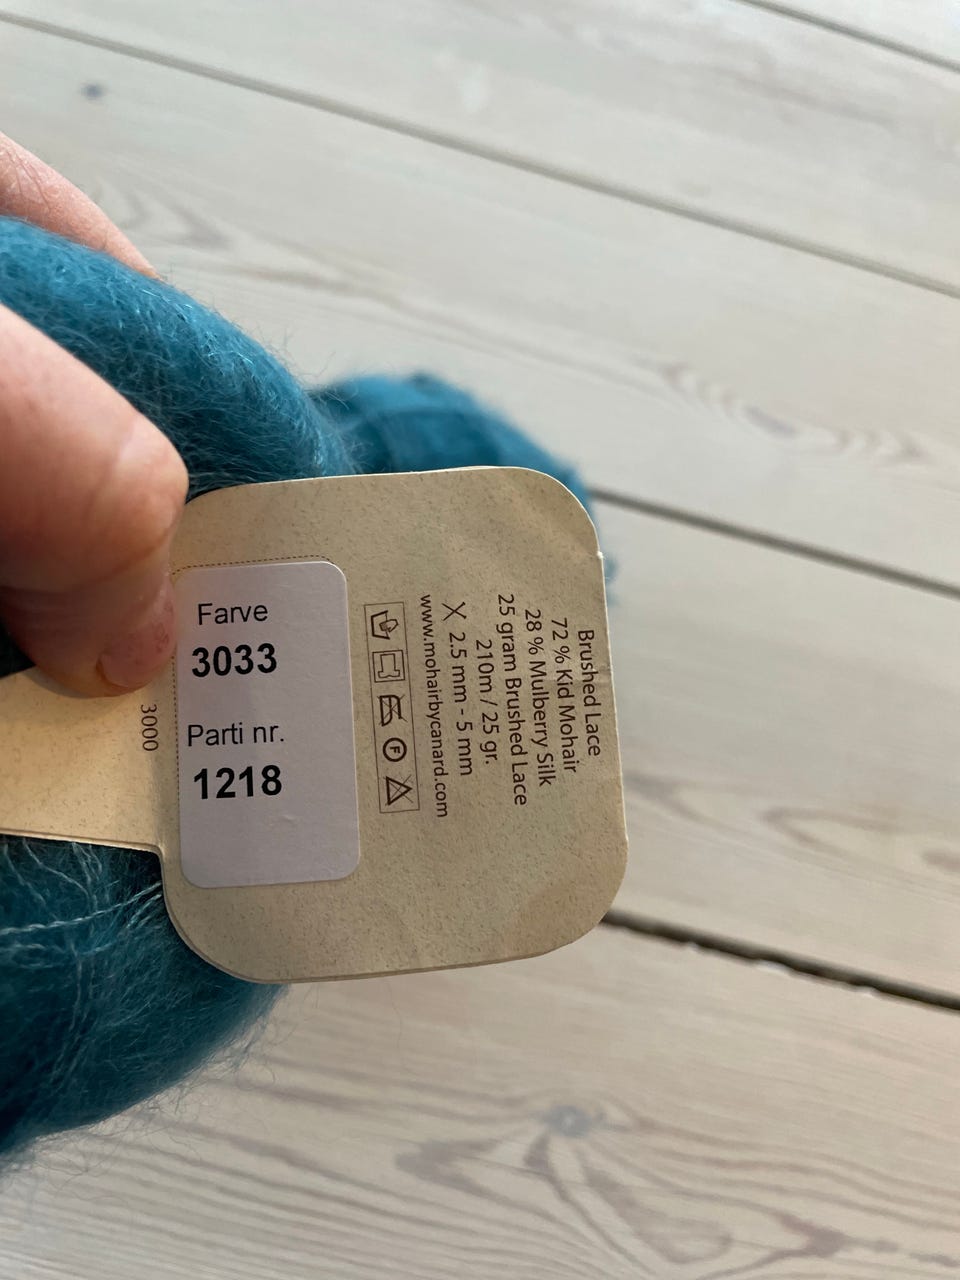 Brushed Lace
72 % Kid Mohair
28 % Mulberry Silk
25 gram Brushed Lace
210m / 25 gr.
2.5 mm - 5 mm
www.mohairbycanard.com
F
Farve
3033
Parti nr.
1218
3000